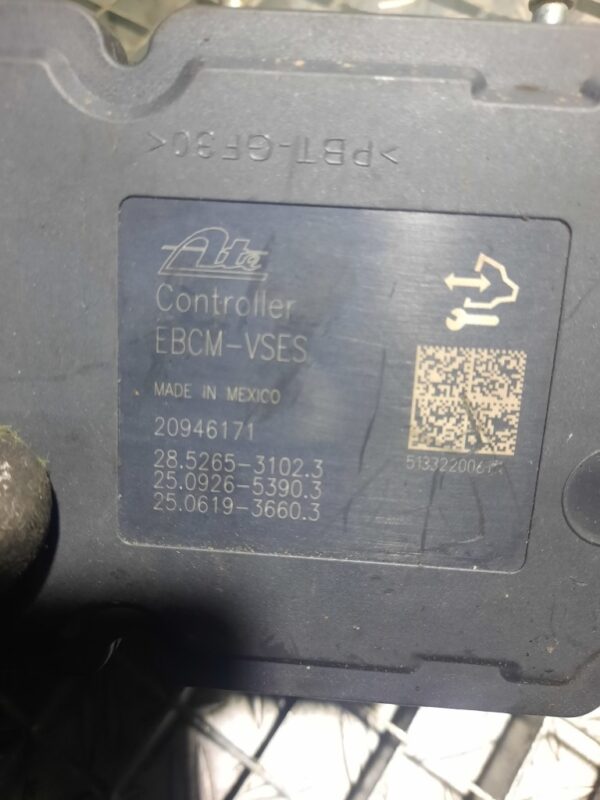 >PBT-GF30<
Ate
Controller
EBCM-VSES
MADE IN MEXICO
20946171
28.5265-3102.3
25.0926-5390.3
25.0619-3660.3